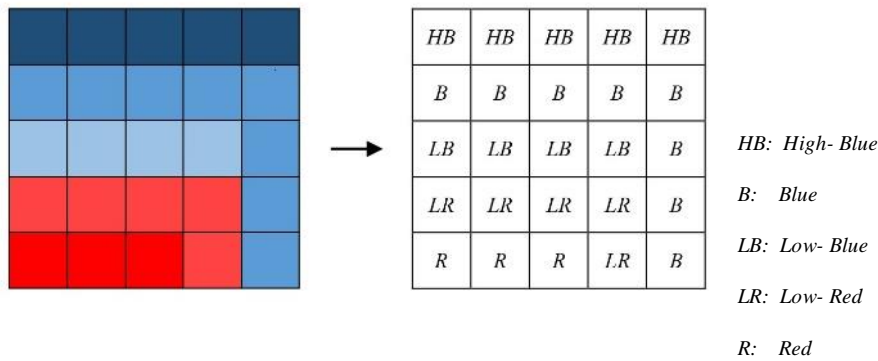 HB HB HB HB HB
B B B B B
LB LB LB LB B
LR LR LR LR B
R R R LR B
HB: High- Blue
B: Blue
LB: Low- Blue
LR: Low- Red
R: Red